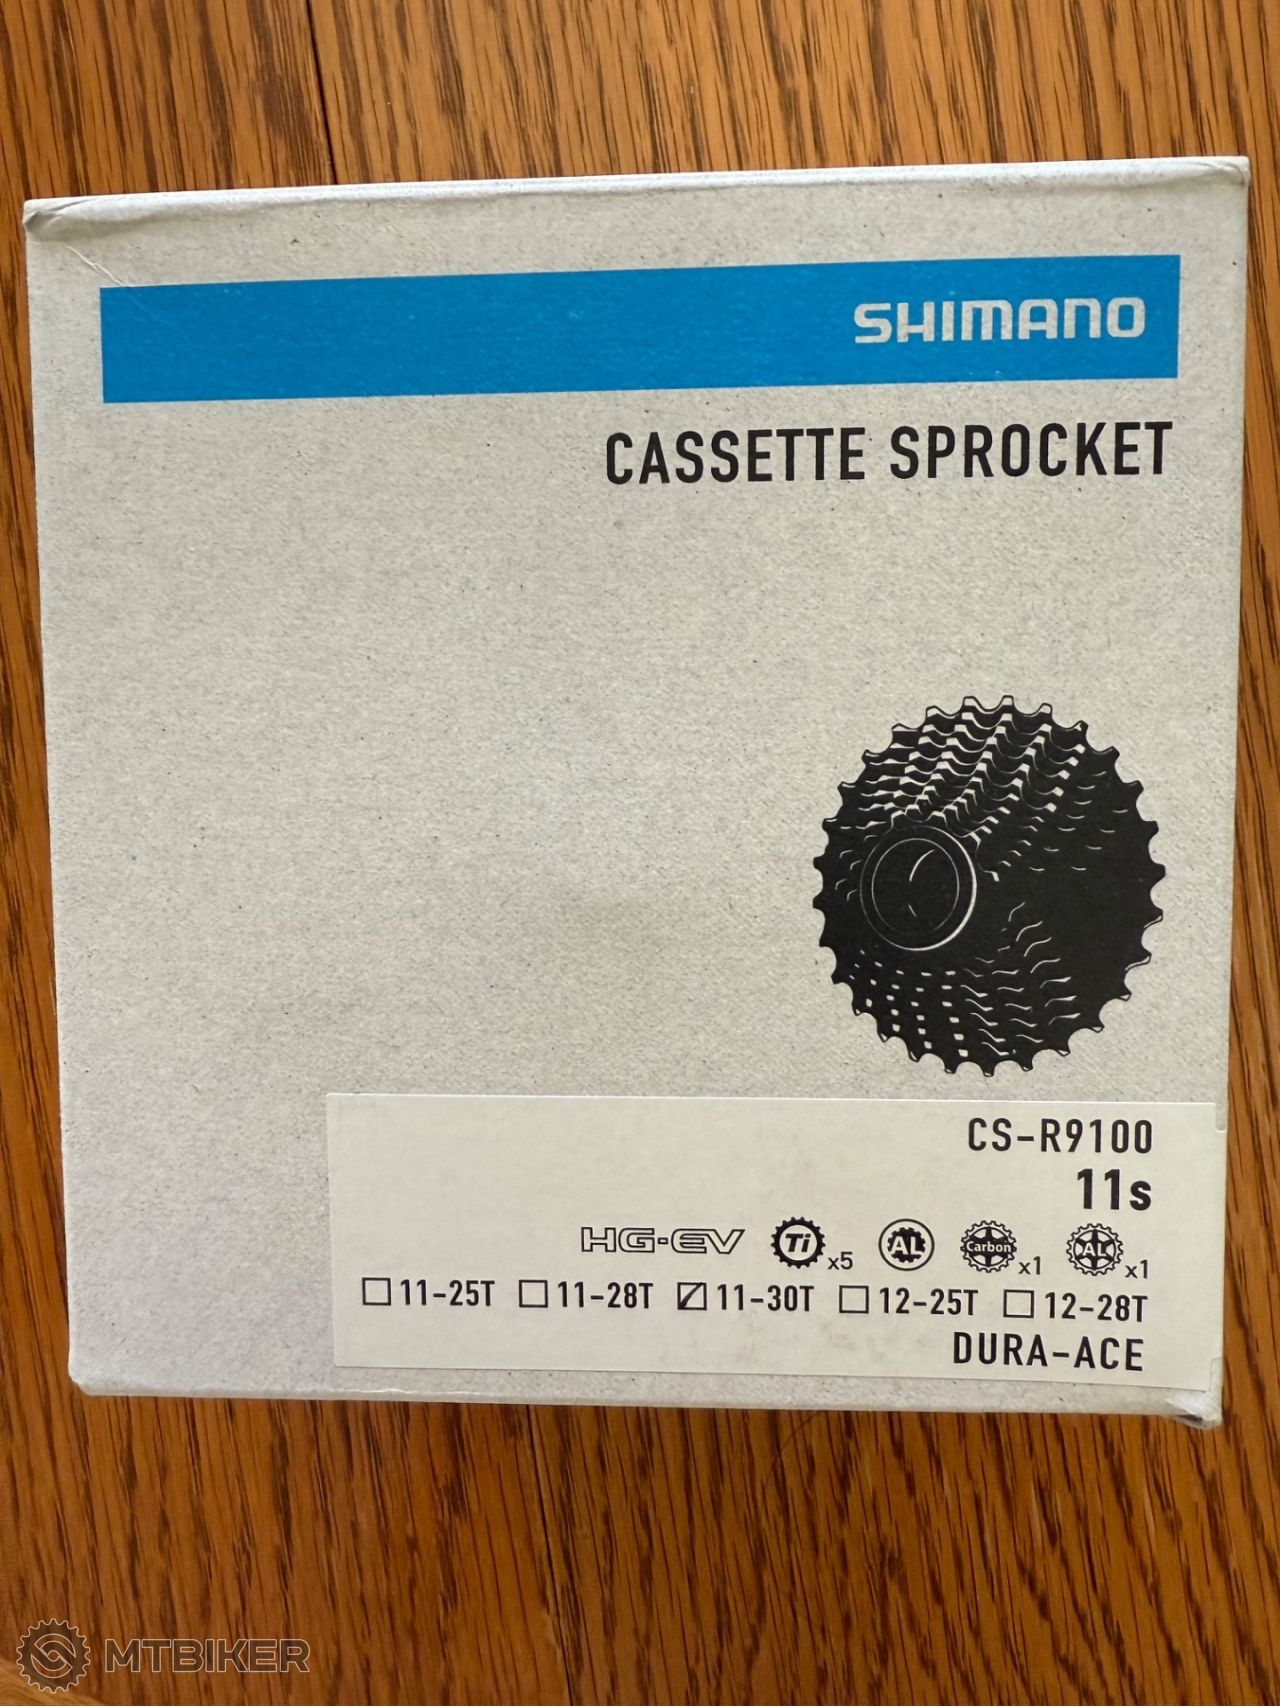 SHIMANO
CASSETTE SPROCKET
CS-R9100
11s
HG-EV Ti x5 AL Carbon x1 AL x1
11-25T 11-28T 11-30T 12-25T 12-28T
DURA-ACE
MTBIKER